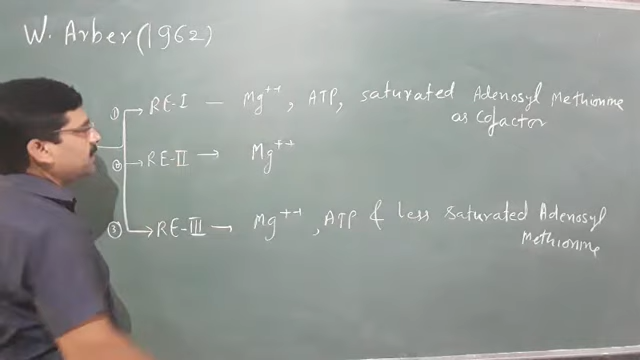 W. Arber (1962)
① RE-I — Mg++, ATP, saturated Adenosyl Methionine
as Cofactor
② → RE-II → Mg++
③ → RE-III → Mg++, ATP & less saturated Adenosyl
Methionine